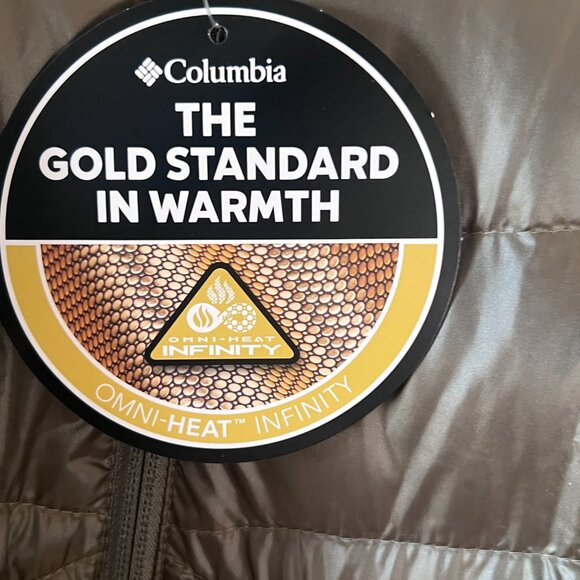 Columbia
THE
GOLD STANDARD
IN WARMTH
OMNI-HEAT
INFINITY
OMNI-HEAT™ INFINITY